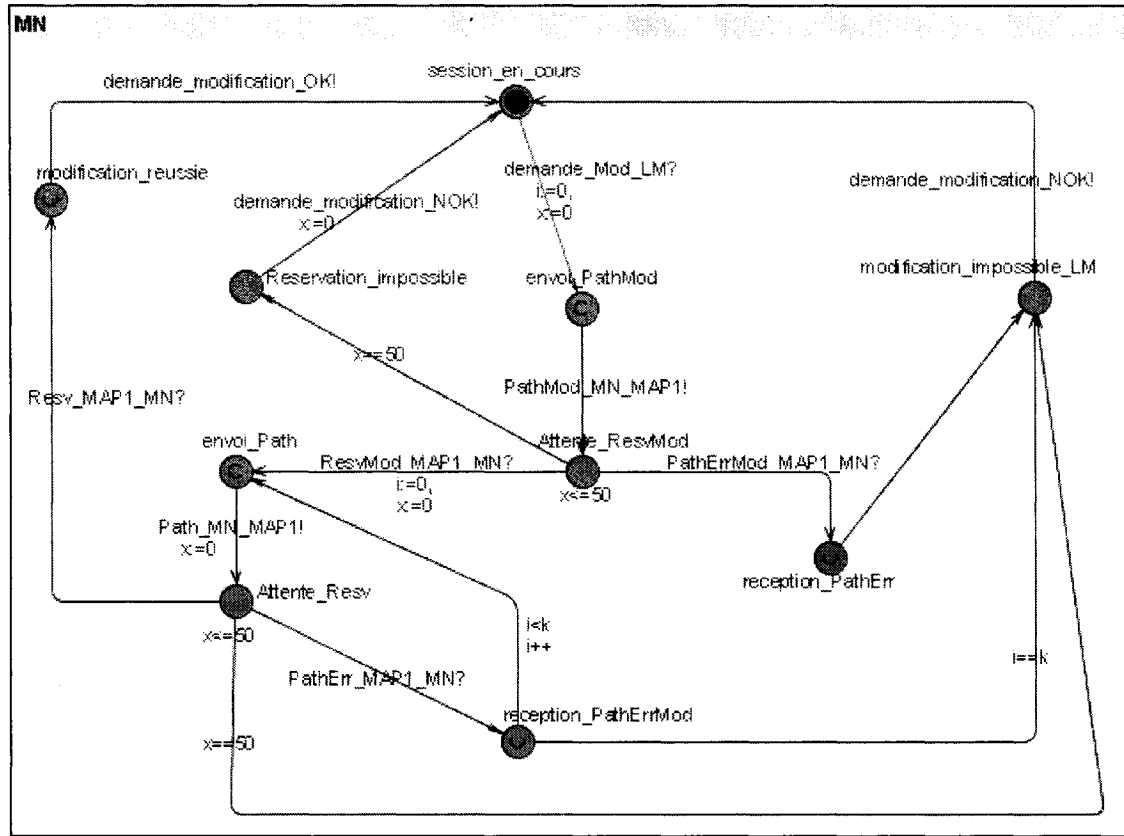 MN
session_en_cours
demande_modification_OK!
demande_Mod_LM?
i:=0,
x:=0
modification_reussie
demande_modification_NOK!
x:=0
demande_modification_NOK!
Reservation_impossible
envoi_PathMod
modification_impossible_LM
C
x==50
PathMod_MN_MAP1!
Resv_MAP1_MN?
envoi_Path
Attente_ResvMod
C
ResvMod_MAP1_MN?
i:=0,
x:=0
x<=50
PathErrMod_MAP1_MN?
Path_MN_MAP1!
x:=0
reception_PathErr
Attente_Resv
x<=50
i<k
i++
i==k
PathErr_MAP1_MN?
reception_PathErrMod
x==50